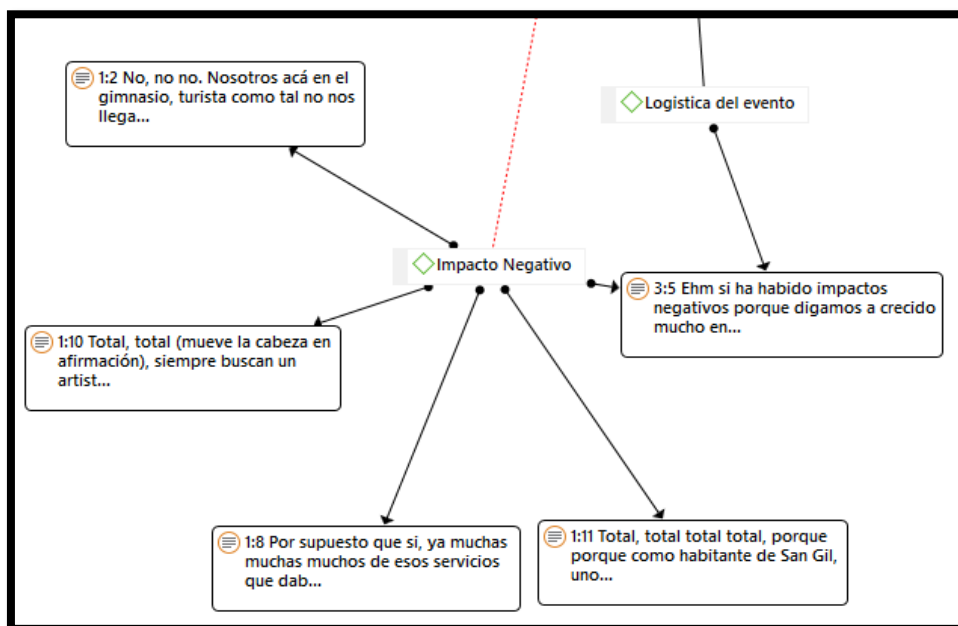 1:2 No, no no. Nosotros acá en el
gimnasio, turista como tal no nos
llega...
Logistica del evento
Impacto Negativo
3:5 Ehm si ha habido impactos
negativos porque digamos a crecido
mucho en...
1:10 Total, total (mueve la cabeza en
afirmación), siempre buscan un
artist...
1:8 Por supuesto que si, ya muchas
muchas muchos de esos servicios
que dab...
1:11 Total, total total total, porque
porque como habitante de San Gil,
uno...